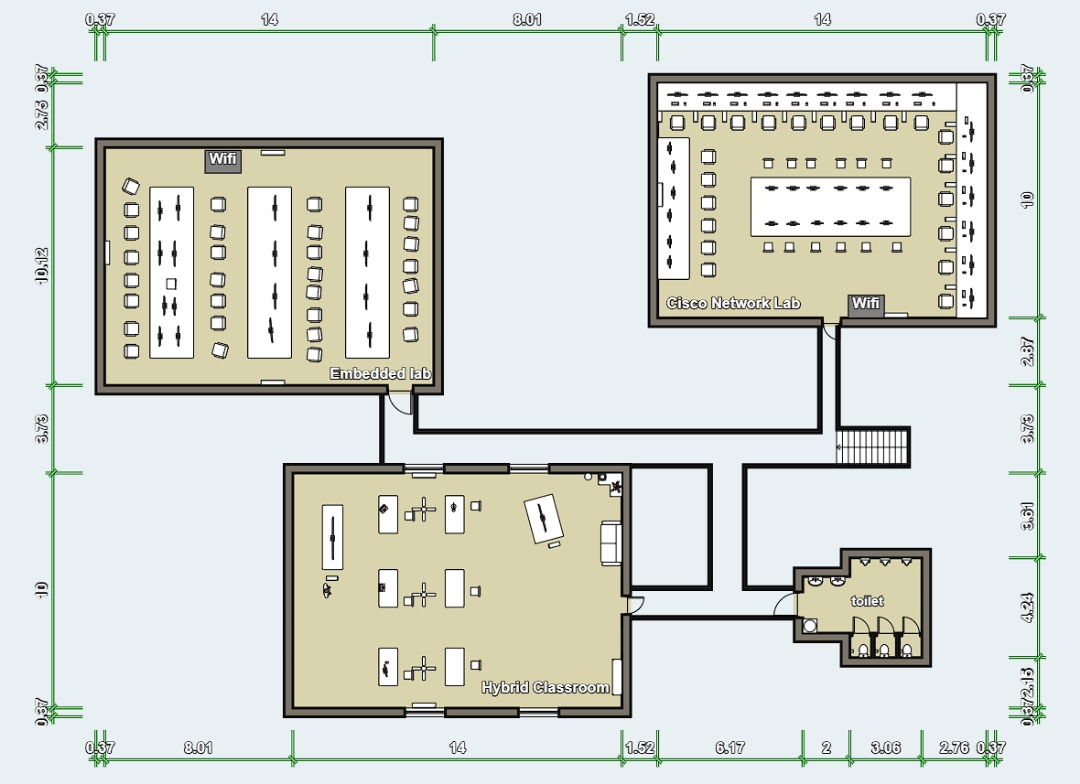 0.37 14 8.01 1.52 14 0.37
0.37
2.75
10.12
3.73
10
0.37
Wifi
Embedded lab
Cisco Network Lab
Wifi
toilet
Hybrid Classroom
0.37
10
2.87
3.73
3.61
4.24
2.15
0.37
0.37 8.01 14 1.52 6.17 2 3.06 2.76 0.37